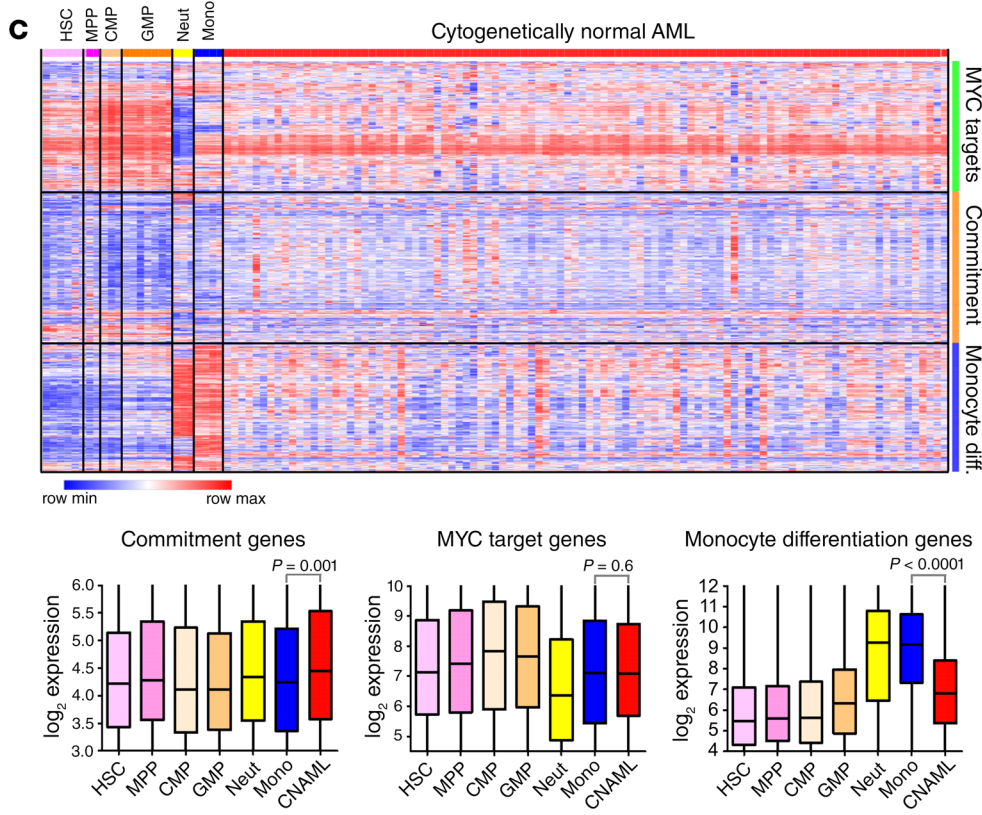 c
HSC
MPP
CMP
GMP
Neut
Mono
Cytogenetically normal AML
MYC targets
Commitment
Monocyte diff.
row min
row max
Commitment genes
P = 0.001
log2 expression
6.0
5.5
5.0
4.5
4.0
3.5
3.0
HSC
MPP
CMP
GMP
Neut
Mono
CNAML
MYC target genes
P = 0.6
log2 expression
10
9
8
7
6
5
HSC
MPP
CMP
GMP
Neut
Mono
CNAML
Monocyte differentiation genes
P < 0.0001
log2 expression
12
11
10
9
8
7
6
5
4
HSC
MPP
CMP
GMP
Neut
Mono
CNAML